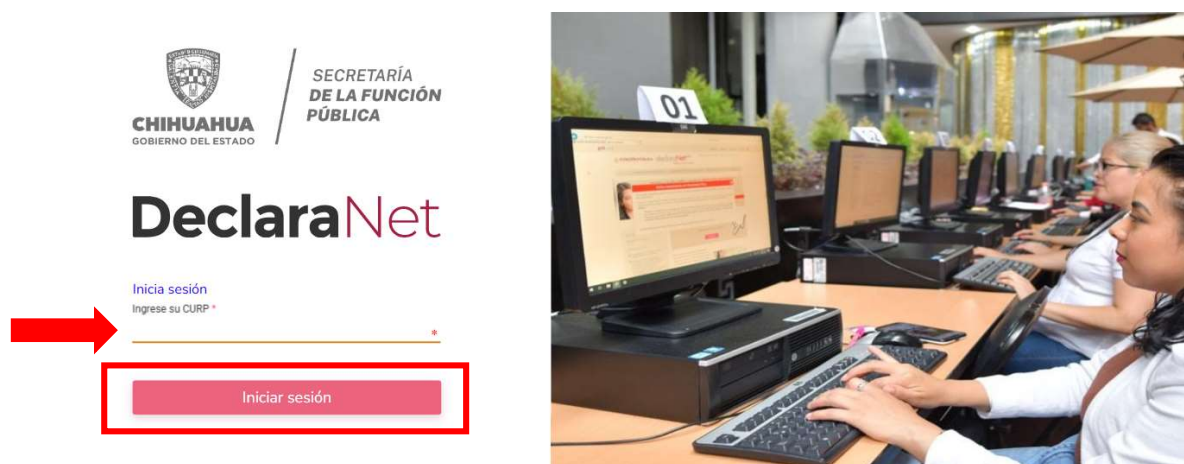 CHIHUAHUA
GOBIERNO DEL ESTADO
SECRETARÍA
DE LA FUNCIÓN
PÚBLICA
DeclaraNet
Inicia sesión
Ingrese su CURP *
*
Iniciar sesión
01